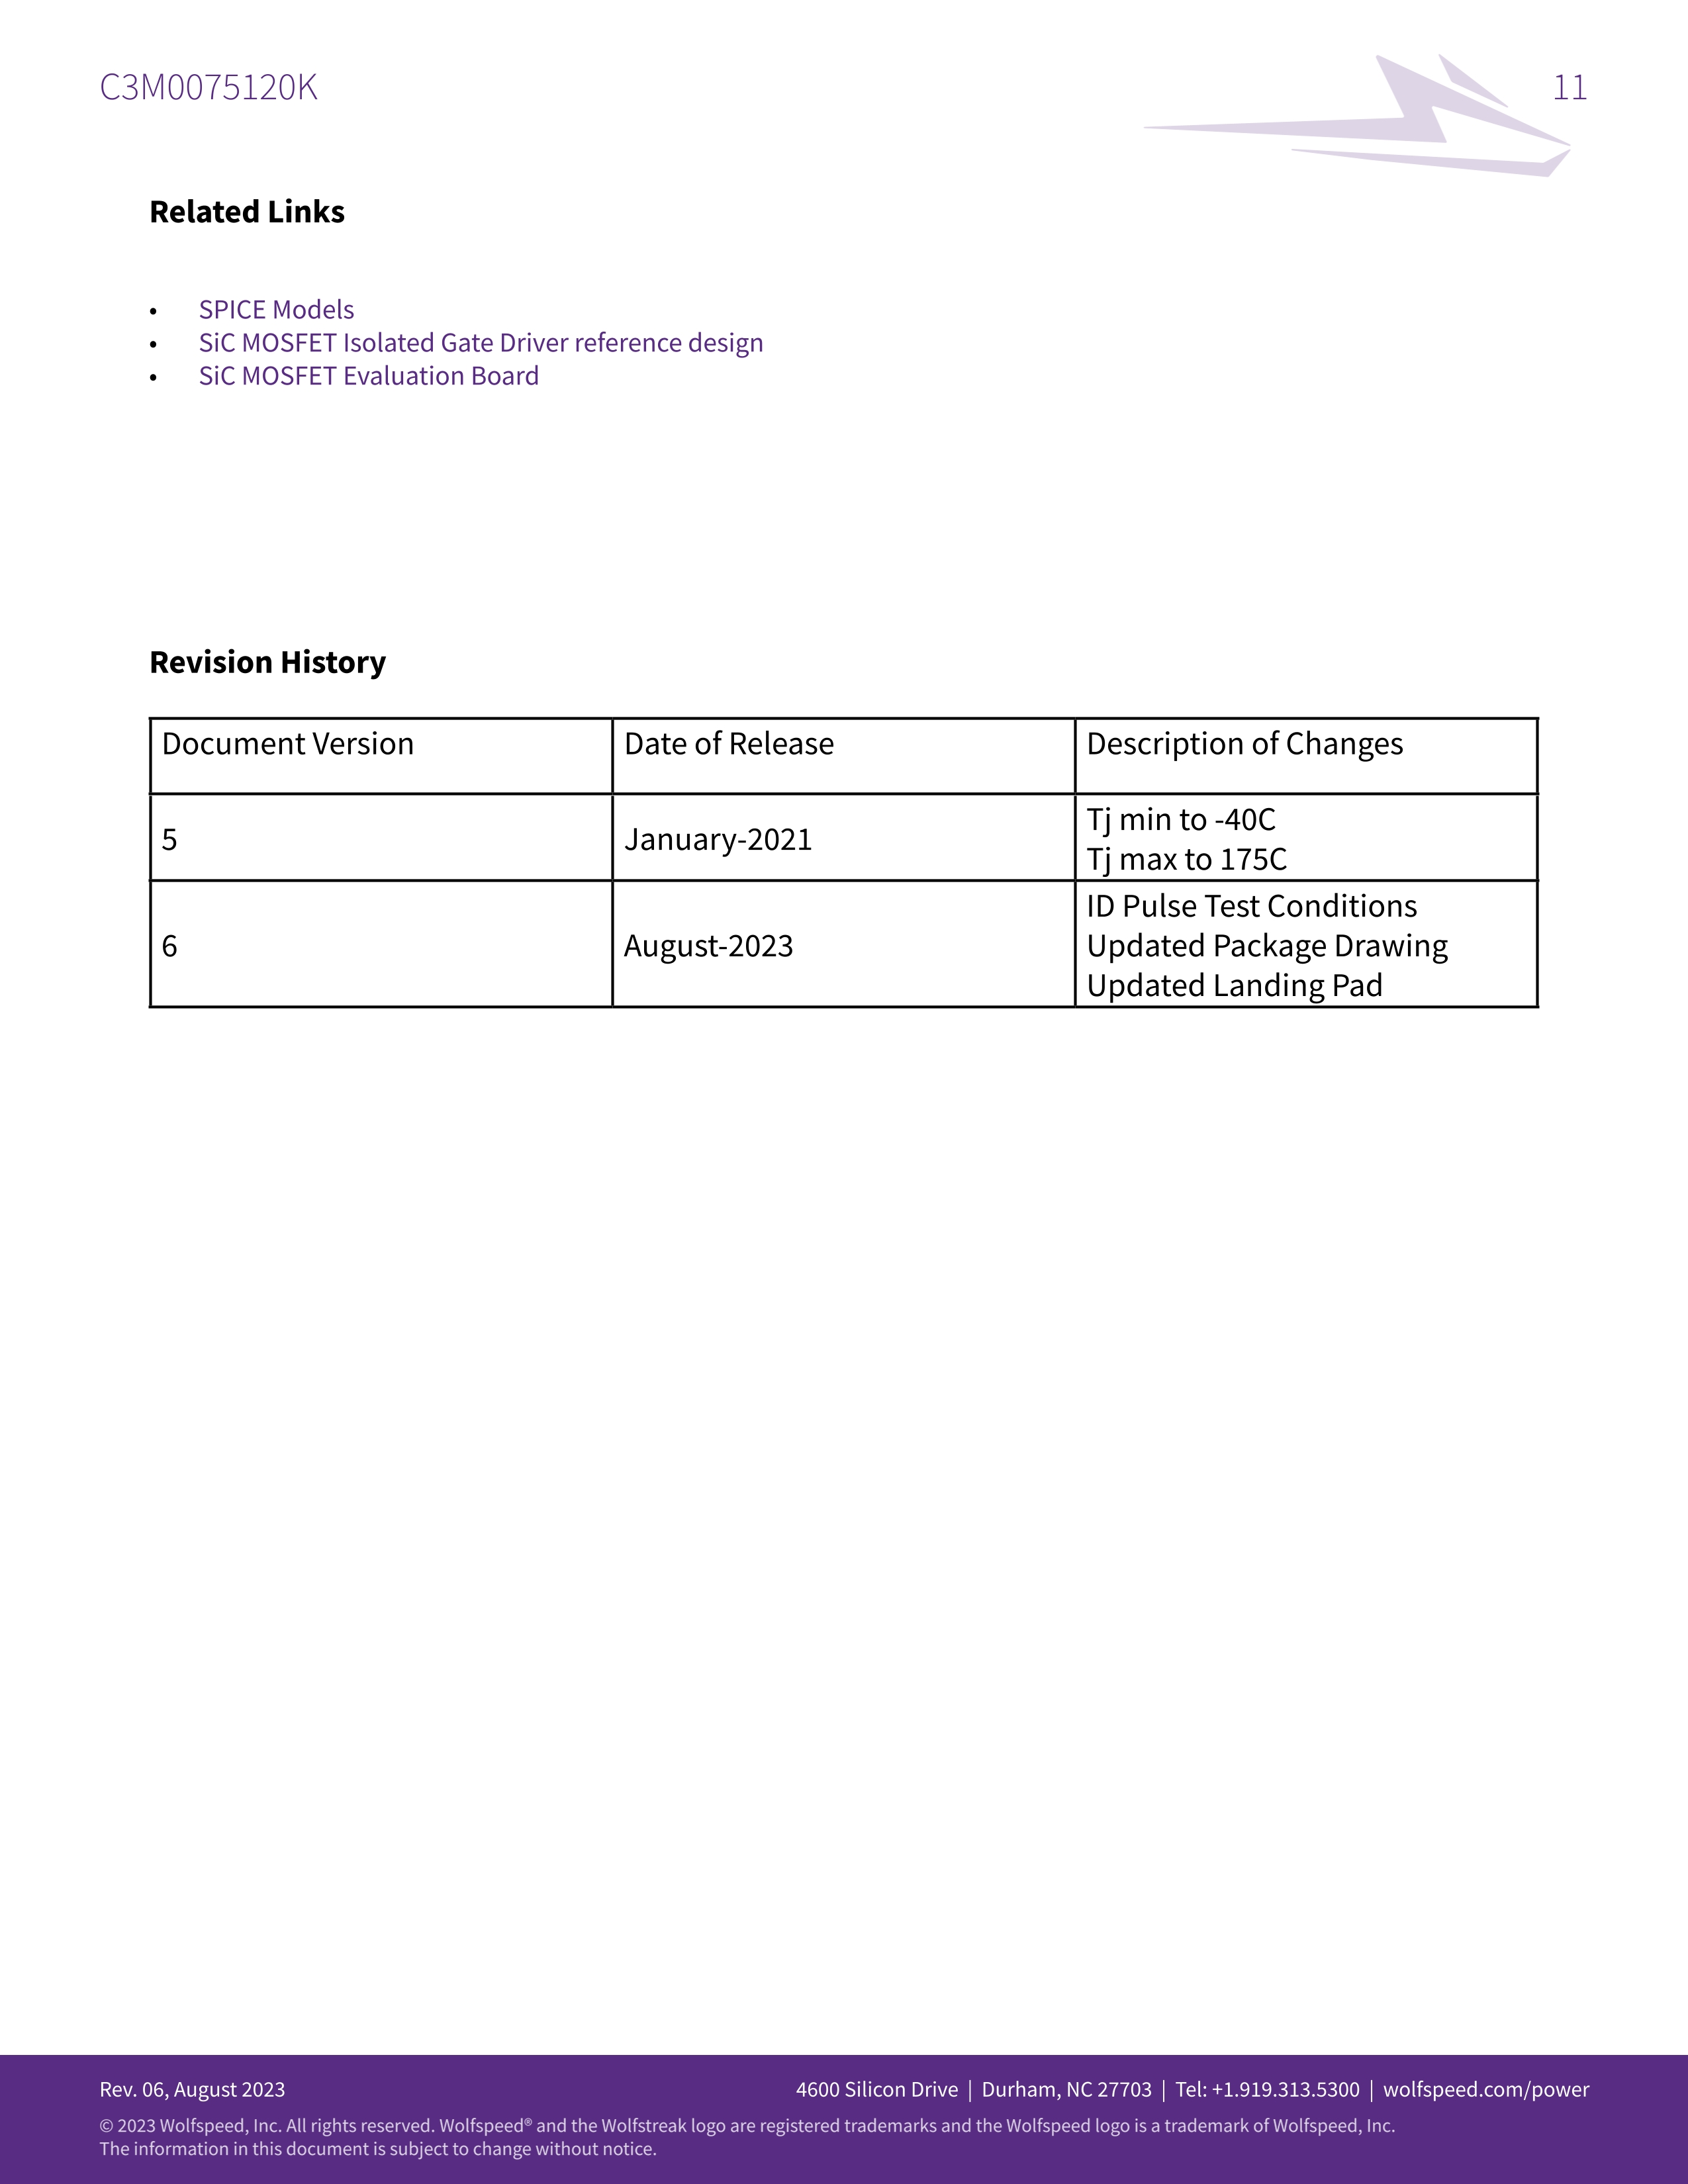 C3M0075120K
11
Related Links
• SPICE Models
• SiC MOSFET Isolated Gate Driver reference design
• SiC MOSFET Evaluation Board
Revision History
Document Version Date of Release Description of Changes
5 January-2021 Tj min to -40C
Tj max to 175C
6 August-2023 ID Pulse Test Conditions
Updated Package Drawing
Updated Landing Pad
Rev. 06, August 2023
4600 Silicon Drive | Durham, NC 27703 | Tel: +1.919.313.5300 | wolfspeed.com/power
© 2023 Wolfspeed, Inc. All rights reserved. Wolfspeed® and the Wolfstreak logo are registered trademarks and the Wolfspeed logo is a trademark of Wolfspeed, Inc.
The information in this document is subject to change without notice.